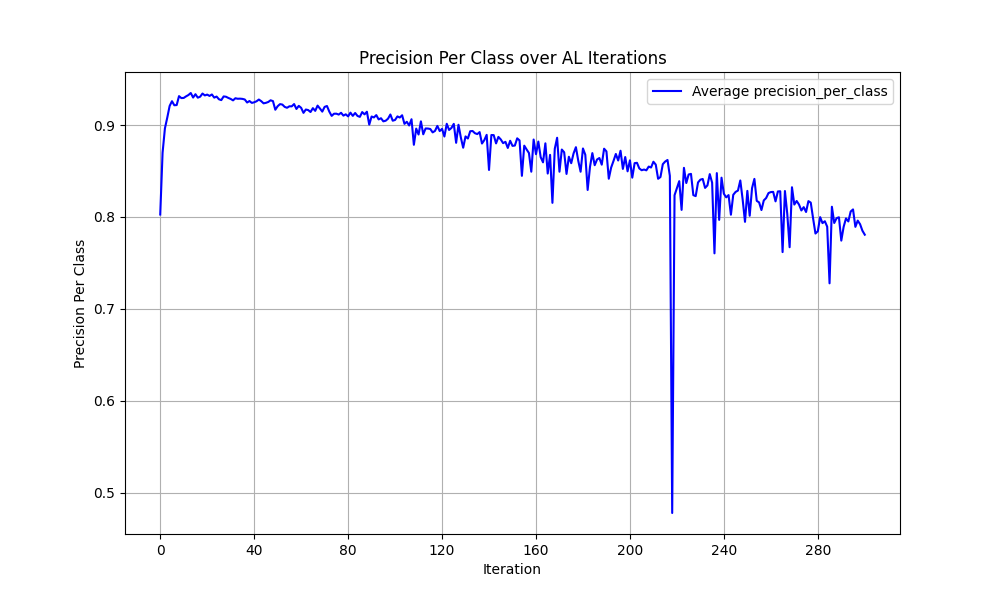 Precision Per Class over AL Iterations
Average precision_per_class
Precision Per Class
0.9
0.8
0.7
0.6
0.5
0 40 80 120 160 200 240 280
Iteration